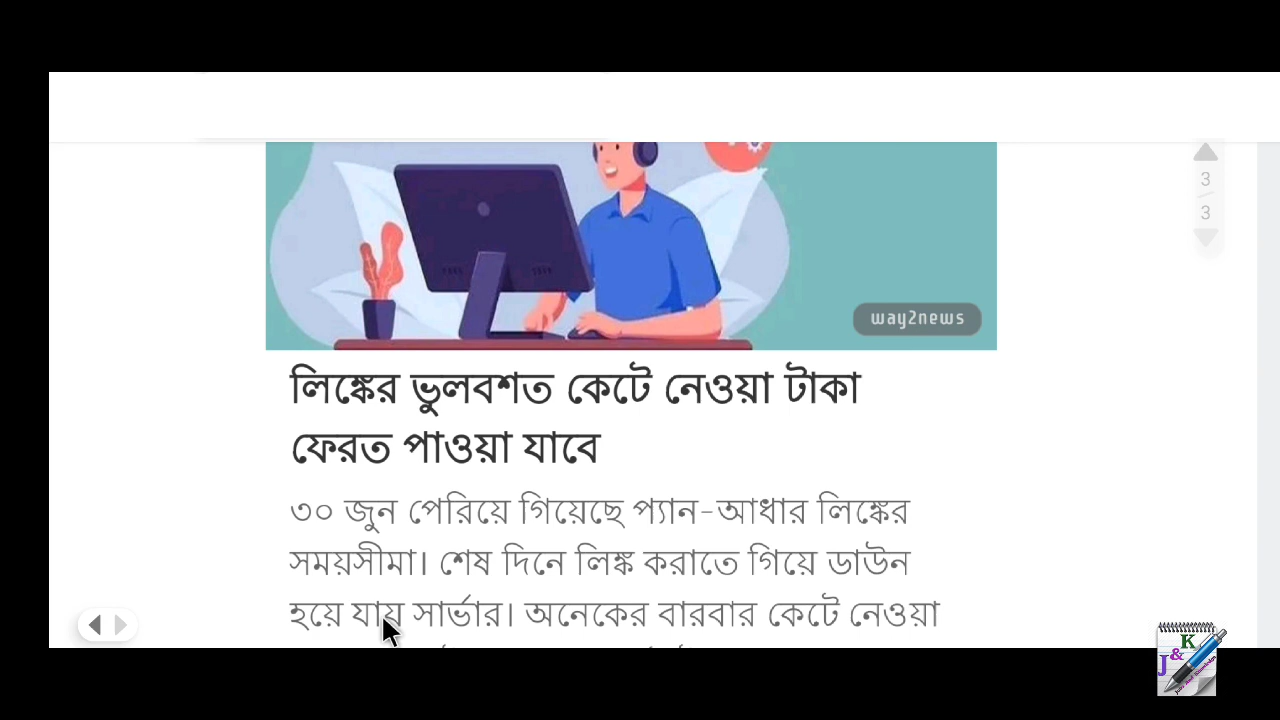 3
3
way2news
লিঙ্কের ভুলবশত কেটে নেওয়া টাকা
ফেরত পাওয়া যাবে
৩০ জুন পেরিয়ে গিয়েছে প্যান-আধার লিঙ্কের
সময়সীমা। শেষ দিনে লিঙ্ক করাতে গিয়ে ডাউন
হয়ে যায় সার্ভার। অনেকের বারবার কেটে নেওয়া
J&K